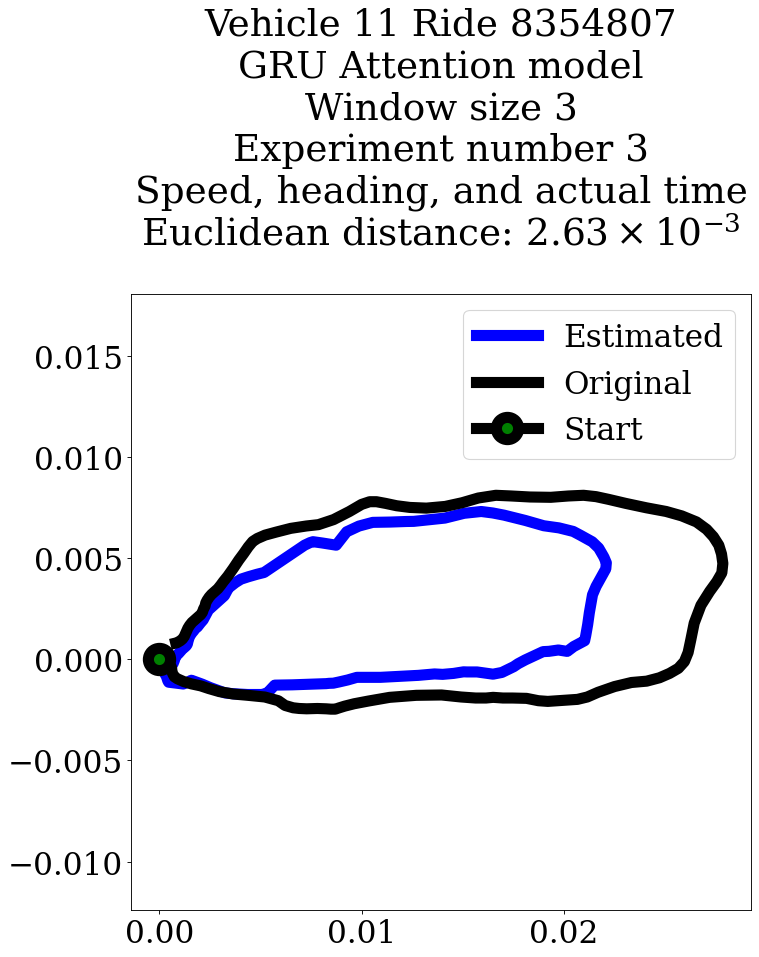 Vehicle 11 Ride 8354807
GRU Attention model
Window size 3
Experiment number 3
Speed, heading, and actual time
Euclidean distance: 2.63 × 10⁻³
Estimated
Original
Start
0.015
0.010
0.005
0.000
−0.005
−0.010
0.00 0.01 0.02